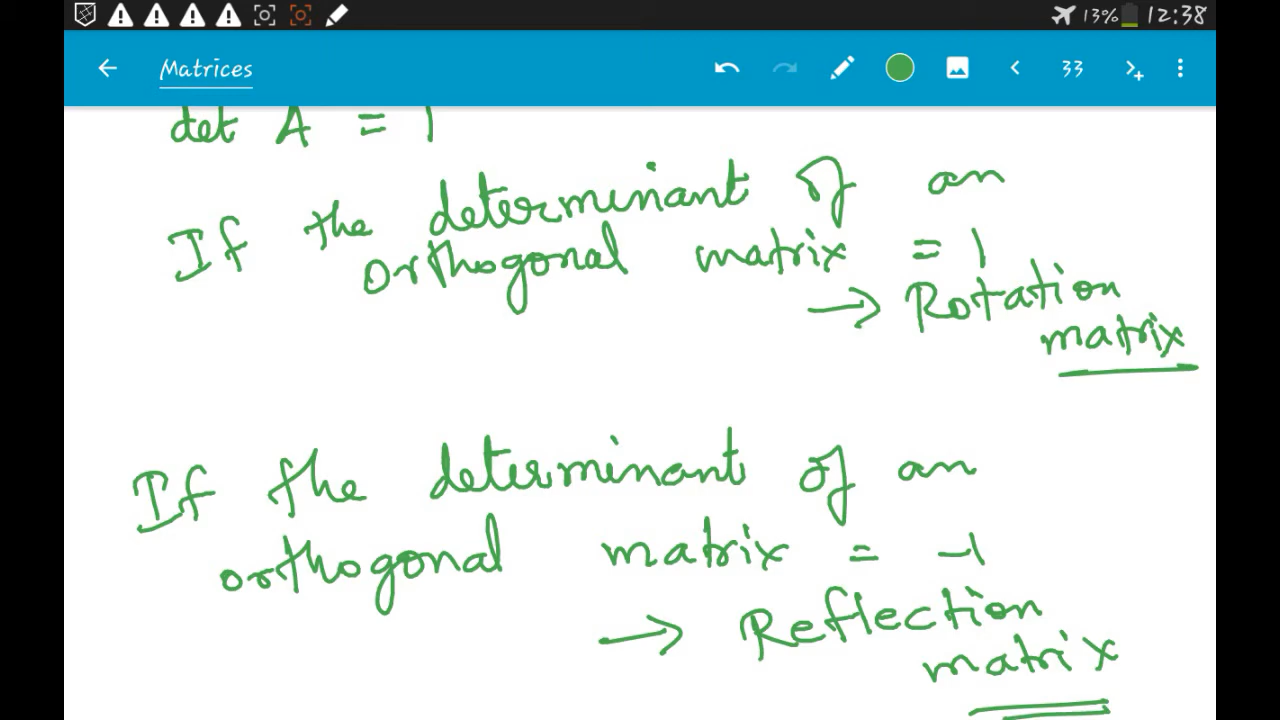 13% 12:38
Matrices 33
det A = 1
If the determinant of an
orthogonal matrix = 1
→ Rotation
matrix
If the determinant of an
orthogonal matrix = -1
→ Reflection
matrix